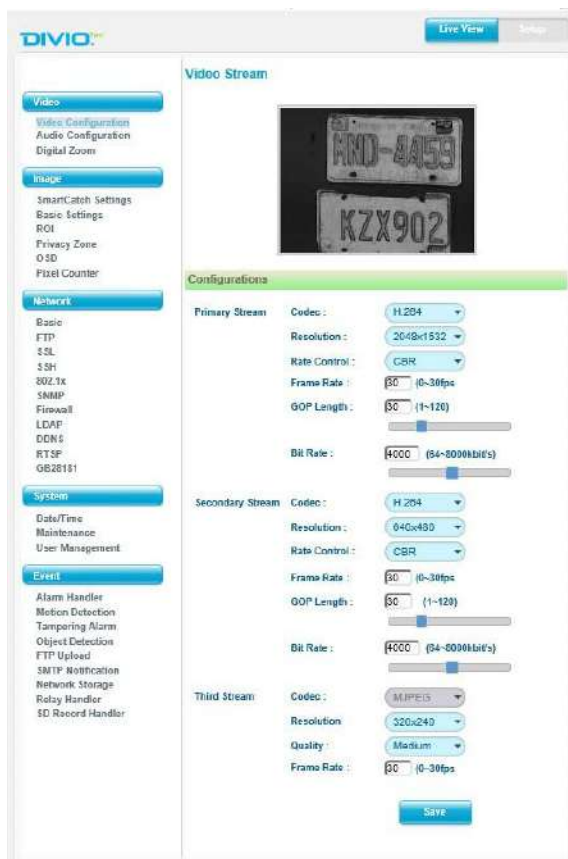 DIVIO
Live View
Setup
Video Stream
Video
Video Configuration
Audio Configuration
Digital Zoom
Image
SmartCatch Settings
Basic Settings
ROI
Privacy Zone
OSD
Pixel Counter
Network
Basic
FTP
SSL
SSH
802.1x
SNMP
Firewall
LDAP
DDNS
RTSP
GB28181
System
Date/Time
Maintenance
User Management
Event
Alarm Handler
Motion Detection
Tampering Alarm
Object Detection
FTP Upload
SMTP Notification
Network Storage
Relay Handler
SD Record Handler
MND-4459
KZX902
Configurations
Primary Stream Codec : H.264
Resolution : 2048x1532
Rate Control : CBR
Frame Rate : 30 (0~30fps
GOP Length : 30 (1~120)
Bit Rate : 4000 (64~8000kbit/s)
Secondary Stream Codec : H.264
Resolution : 640x480
Rate Control : CBR
Frame Rate : 30 (0~30fps
GOP Length : 30 (1~120)
Bit Rate : 4000 (64~8000kbit/s)
Third Stream Codec : MJPEG
Resolution 320x240
Quality : Medium
Frame Rate : 30 (0~30fps
Save